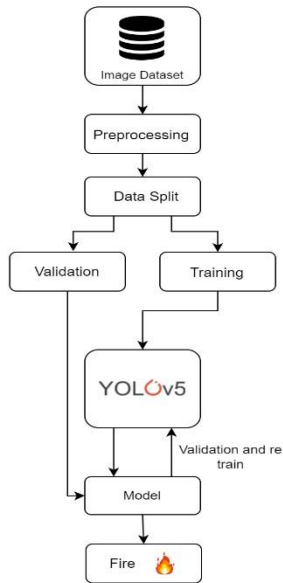 Image Dataset
Preprocessing
Data Split
Validation
Training
YOLOv5
Validation and re
train
Model
Fire